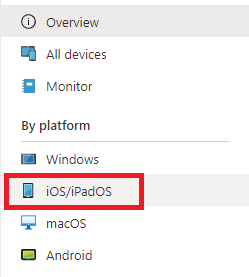 Overview
All devices
Monitor
By platform
Windows
iOS/iPadOS
macOS
Android